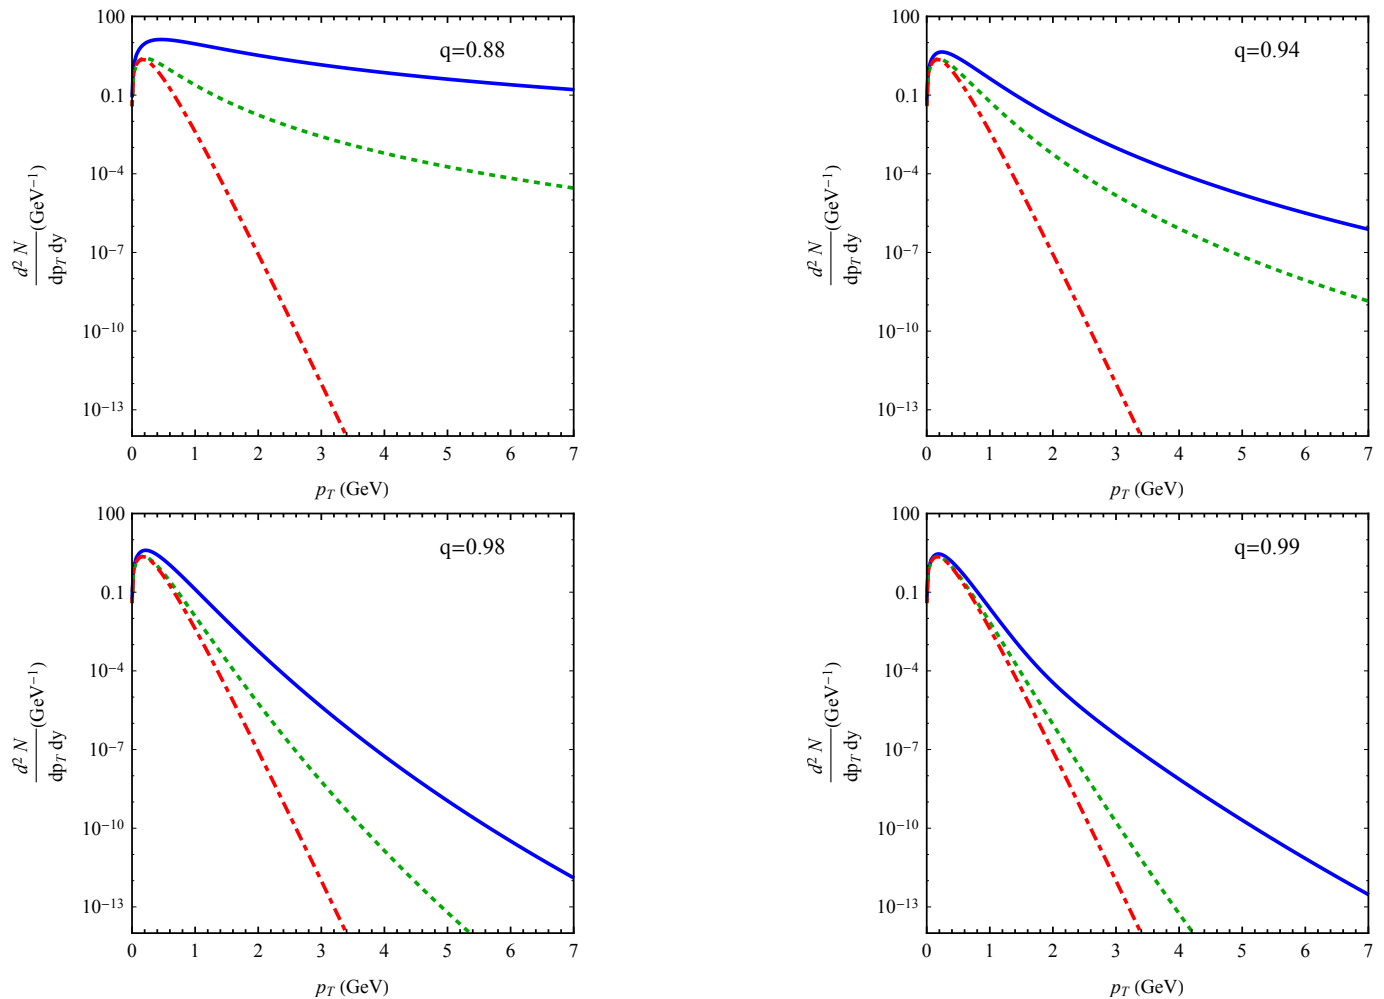 100
q=0.88
0.1
10⁻⁴
10⁻⁷
10⁻¹⁰
10⁻¹³
d² N
dp_T dy
(GeV⁻¹)
0 1 2 3 4 5 6 7
p_T (GeV)
100
q=0.94
0.1
10⁻⁴
10⁻⁷
10⁻¹⁰
10⁻¹³
d² N
dp_T dy
(GeV⁻¹)
0 1 2 3 4 5 6 7
p_T (GeV)
100
q=0.98
0.1
10⁻⁴
10⁻⁷
10⁻¹⁰
10⁻¹³
d² N
dp_T dy
(GeV⁻¹)
0 1 2 3 4 5 6 7
p_T (GeV)
100
q=0.99
0.1
10⁻⁴
10⁻⁷
10⁻¹⁰
10⁻¹³
d² N
dp_T dy
(GeV⁻¹)
0 1 2 3 4 5 6 7
p_T (GeV)